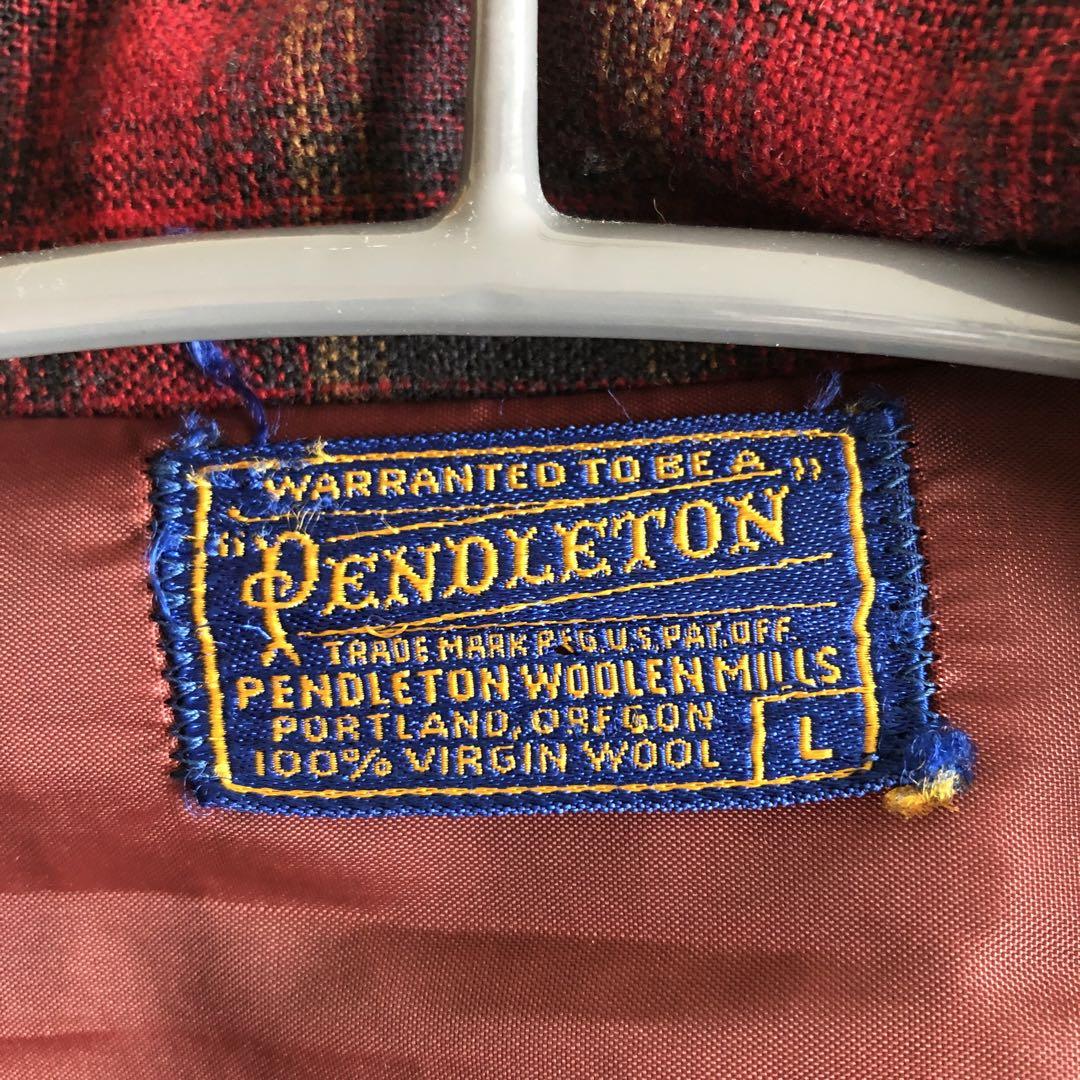 WARRANTED TO BE A
"PENDLETON"
TRADE MARK REG. U.S. PAT. OFF.
PENDLETON WOOLEN MILLS
PORTLAND, OREGON
100% VIRGIN WOOL
L